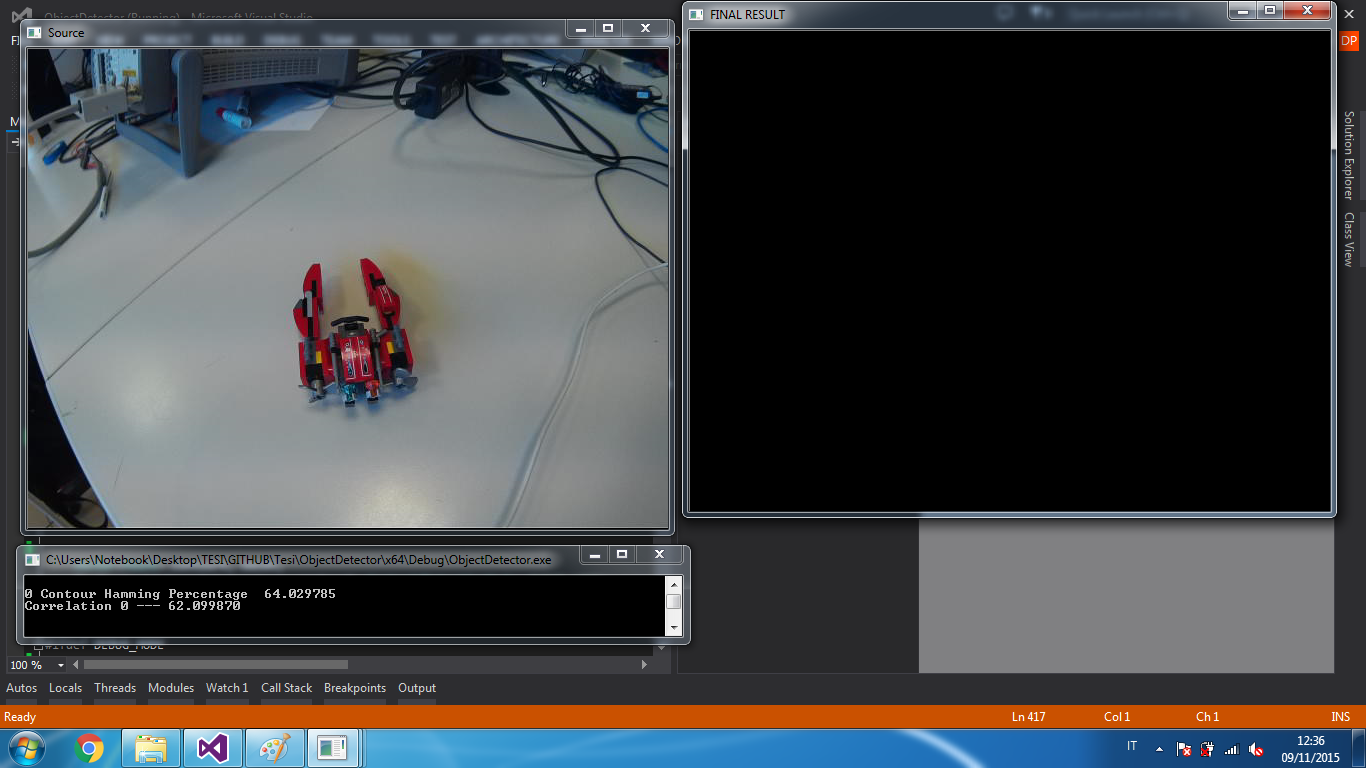 ObjectDetector (Running) - Microsoft Visual Studio
Source
FINAL RESULT
DP
Solution Explorer
Class View
C:\Users\Notebook\Desktop\TESI\GITHUB\Tesi\ObjectDetector\x64\Debug\ObjectDetector.exe
0 Contour Hamming Percentage  64.029785
Correlation 0 --- 62.099870
#ifdef DEBUG_MODE
100 %
Autos Locals Threads Modules Watch 1 Call Stack Breakpoints Output
Ready Ln 417 Col 1 Ch 1 INS
IT
12:36
09/11/2015